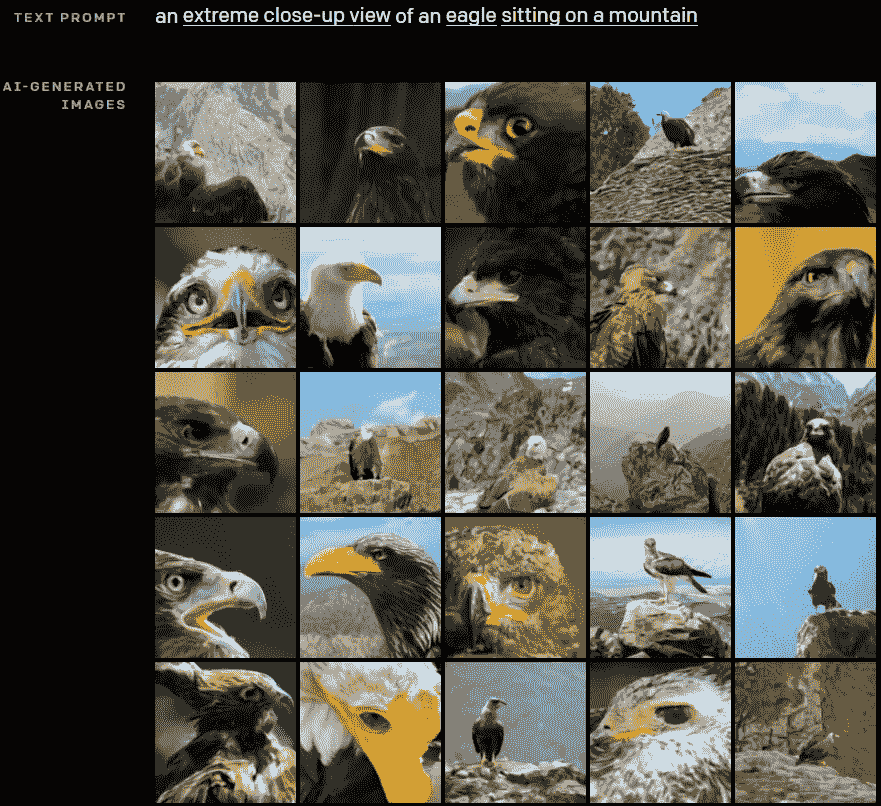 TEXT PROMPT an extreme close-up view of an eagle sitting on a mountain
AI-GENERATED
IMAGES